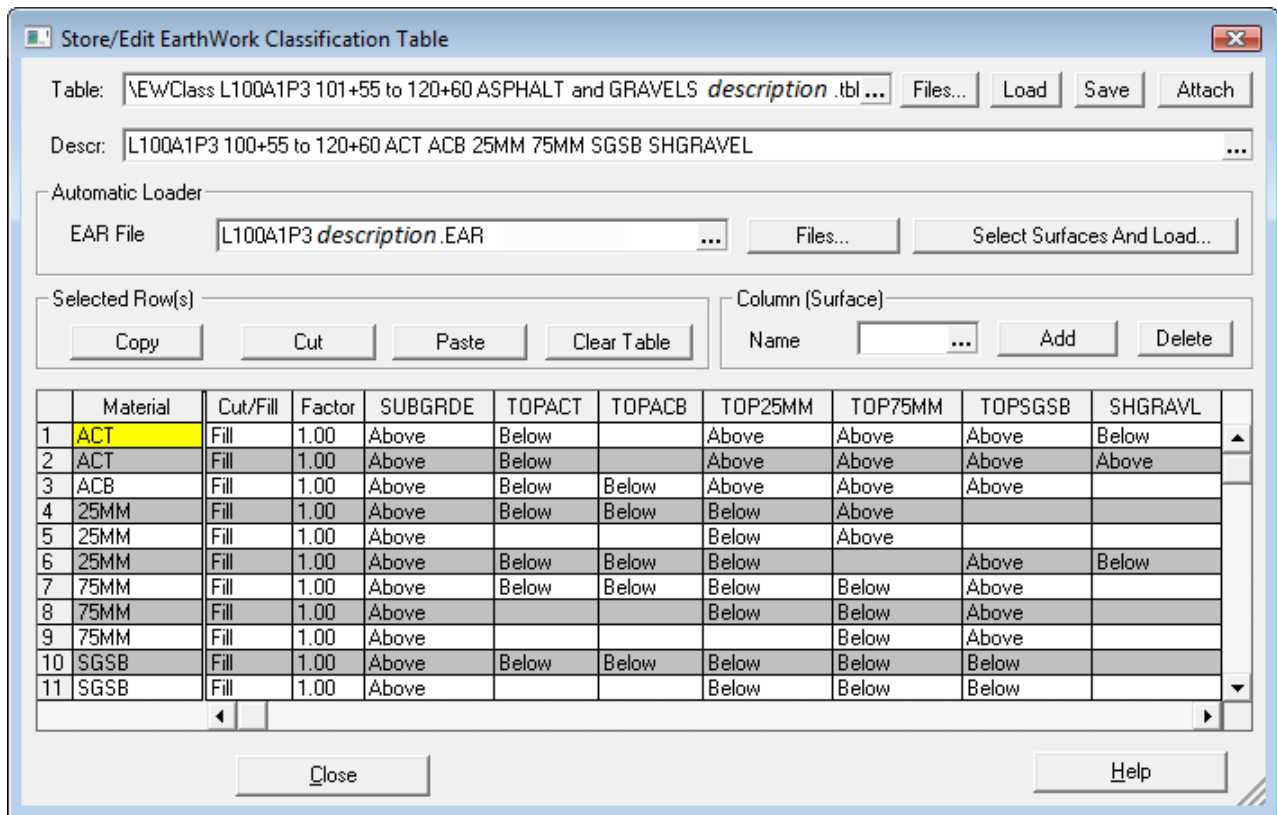 Store/Edit EarthWork Classification Table
Table: \EWClass L100A1P3 101+55 to 120+60 ASPHALT and GRAVELS description .tbl ... Files... Load Save Attach
Descr: L100A1P3 100+55 to 120+60 ACT ACB 25MM 75MM SGSB SHGRAVEL ...
Automatic Loader
EAR File L100A1P3 description .EAR ... Files... Select Surfaces And Load...
Selected Row(s) Column (Surface)
Copy Cut Paste Clear Table Name ... Add Delete
Material Cut/Fill Factor SUBGRDE TOPACT TOPACB TOP25MM TOP75MM TOPSGSB SHGRAVL
1 ACT Fill 1.00 Above Below Above Above Above Below
2 ACT Fill 1.00 Above Below Above Above Above Above
3 ACB Fill 1.00 Above Below Below Above Above Above
4 25MM Fill 1.00 Above Below Below Below Above
5 25MM Fill 1.00 Above Below Above
6 25MM Fill 1.00 Above Below Below Below Above Below
7 75MM Fill 1.00 Above Below Below Below Below Above
8 75MM Fill 1.00 Above Below Below Above
9 75MM Fill 1.00 Above Below Above
10 SGSB Fill 1.00 Above Below Below Below Below Below
11 SGSB Fill 1.00 Above Below Below Below
Close Help